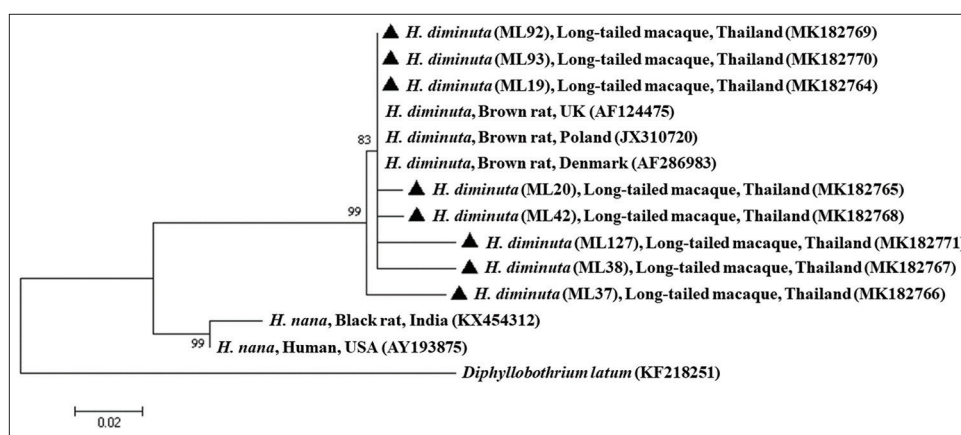 H. diminuta (ML92), Long-tailed macaque, Thailand (MK182769)
H. diminuta (ML93), Long-tailed macaque, Thailand (MK182770)
H. diminuta (ML19), Long-tailed macaque, Thailand (MK182764)
H. diminuta, Brown rat, UK (AF124475)
83
H. diminuta, Brown rat, Poland (JX310720)
H. diminuta, Brown rat, Denmark (AF286983)
H. diminuta (ML20), Long-tailed macaque, Thailand (MK182765)
99
H. diminuta (ML42), Long-tailed macaque, Thailand (MK182768)
H. diminuta (ML127), Long-tailed macaque, Thailand (MK182771)
H. diminuta (ML38), Long-tailed macaque, Thailand (MK182767)
H. diminuta (ML37), Long-tailed macaque, Thailand (MK182766)
H. nana, Black rat, India (KX454312)
99
H. nana, Human, USA (AY193875)
Diphyllobothrium latum (KF218251)
0.02